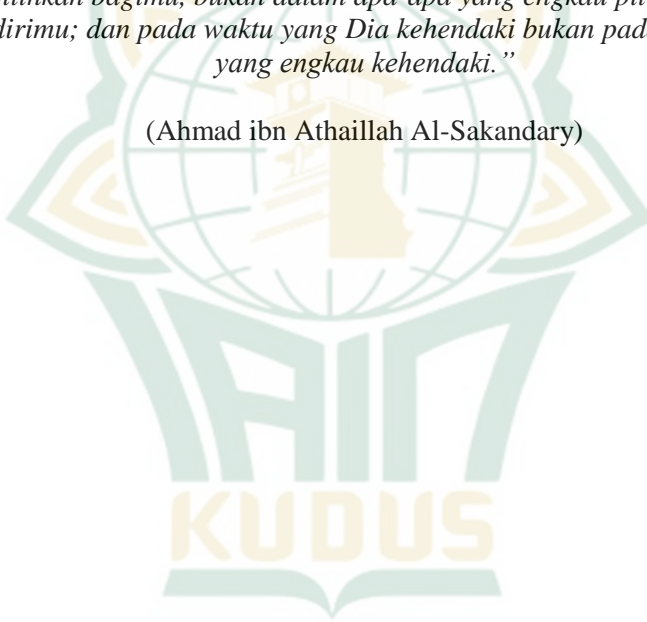 bagimu, bukan dalam apa-apa yang engkau
dirimu; dan pada waktu yang Dia kehendaki bukan
yang engkau kehendaki.”
(Ahmad ibn Athaillah Al-Sakandary)
IAIN
KUDUS